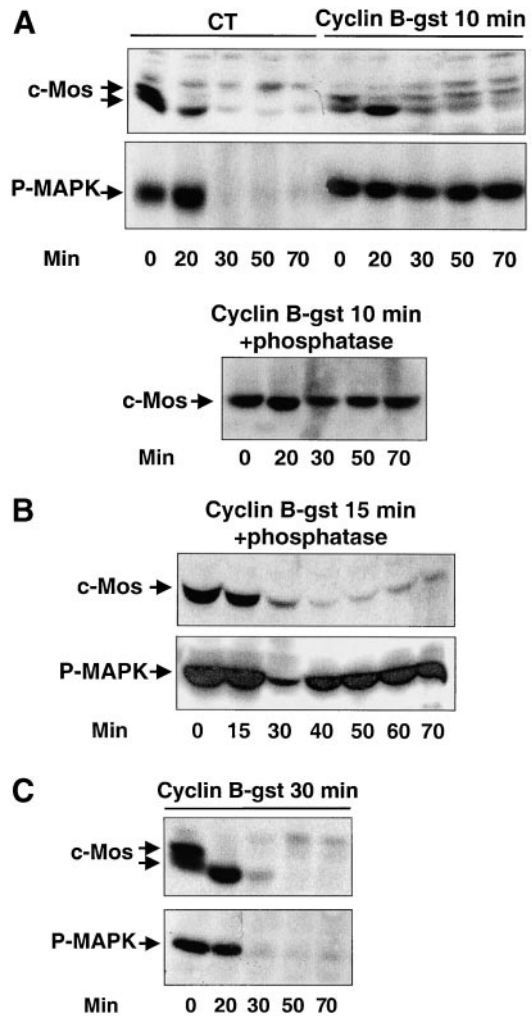 A
CT
Cyclin B-gst 10 min
c-Mos
P-MAPK
Min 0 20 30 50 70 0 20 30 50 70
Cyclin B-gst 10 min
+phosphatase
c-Mos
Min 0 20 30 50 70
B
Cyclin B-gst 15 min
+phosphatase
c-Mos
P-MAPK
Min 0 15 30 40 50 60 70
C
Cyclin B-gst 30 min
c-Mos
P-MAPK
Min 0 20 30 50 70